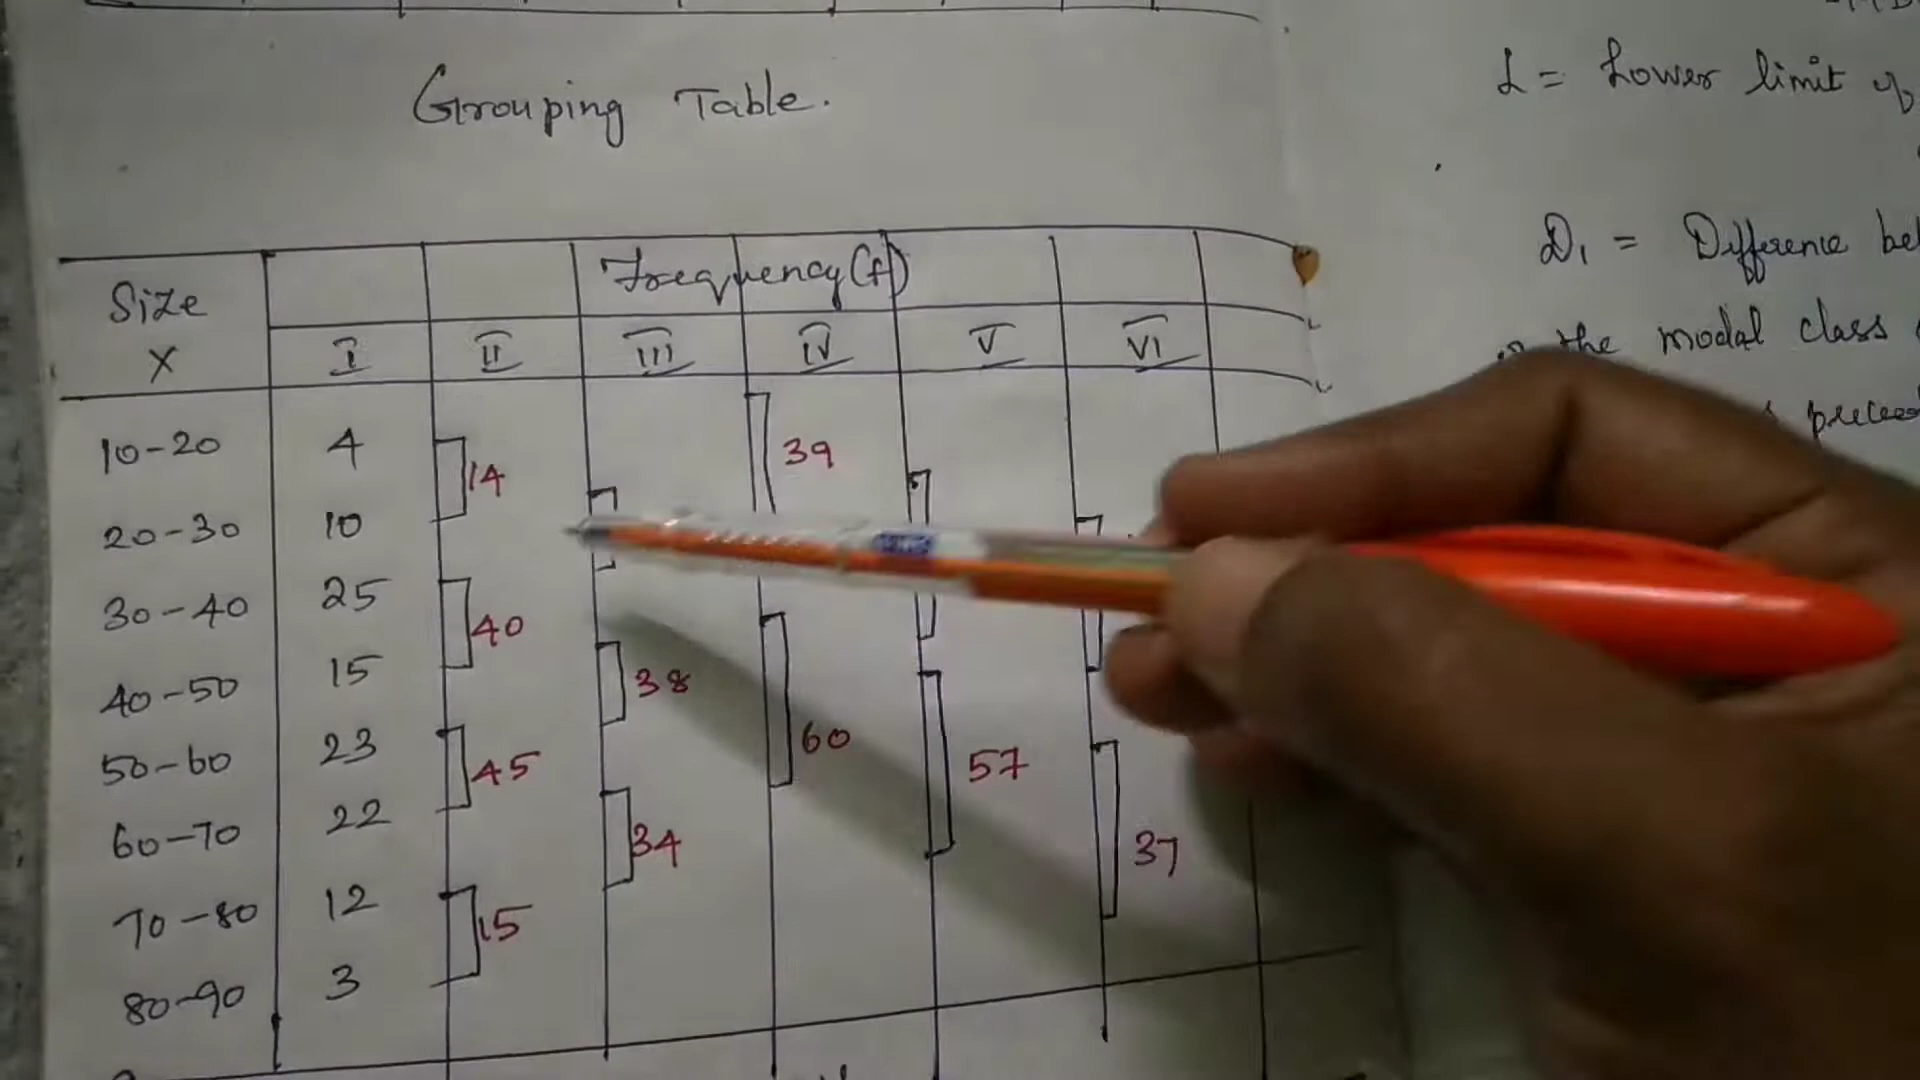 Grouping Table.
Size X
Frequency (f)
I II III IV V VI
10-20 4
20-30 10
30-40 25
40-50 15
50-60 23
60-70 22
70-80 12
80-90 3
14
40
45
15
38
34
39
60
57
37
L = Lower limit of
D1 = Difference
the modal class